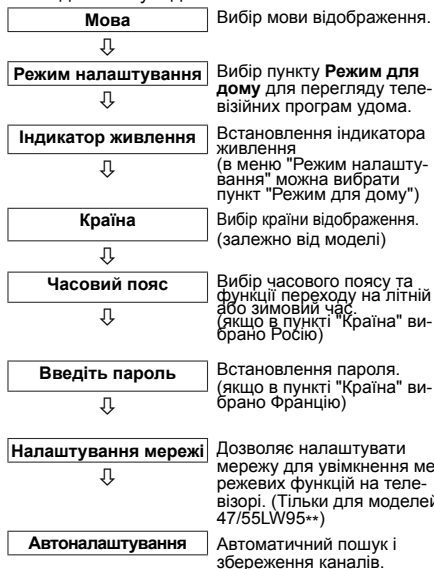 Мова
Вибір мови відображення.
Режим налаштування
Вибір пункту Режим для
дому для перегляду теле-
візійних програм удома.
Індикатор живлення
Встановлення індикатора
живлення
(в меню "Режим налашту-
вання" можна вибрати
пункт "Режим для дому")
Країна
Вибір країни відображення.
(залежно від моделі)
Часовий пояс
Вибір часового поясу та
функції переходу на літній
або зимовий час.
(якщо в пункті "Країна" ви-
брано Росію)
Введіть пароль
Встановлення пароля.
(якщо в пункті "Країна" ви-
брано Францію)
Налаштування мережі
Дозволяє налаштувати
мережу для увімкнення ме
режевих функцій на теле-
візорі. (Тільки для моделей
47/55LW95**)
Автоналаштування
Автоматичний пошук і
збереження каналів.